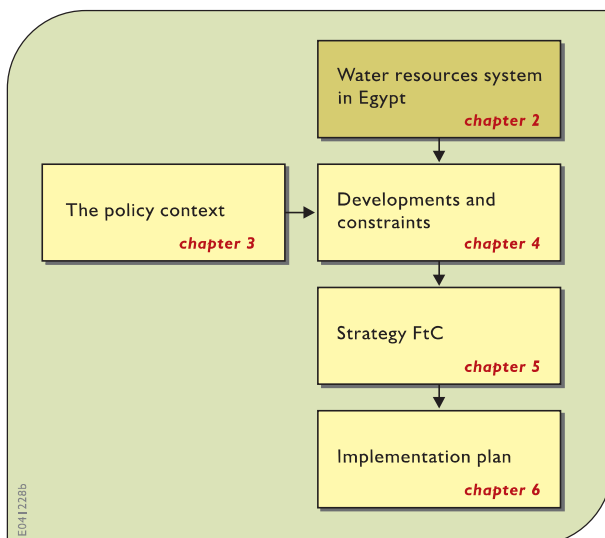 Water resources system
in Egypt
chapter 2
The policy context
chapter 3
Developments and
constraints
chapter 4
Strategy FtC
chapter 5
Implementation plan
chapter 6
E041228b